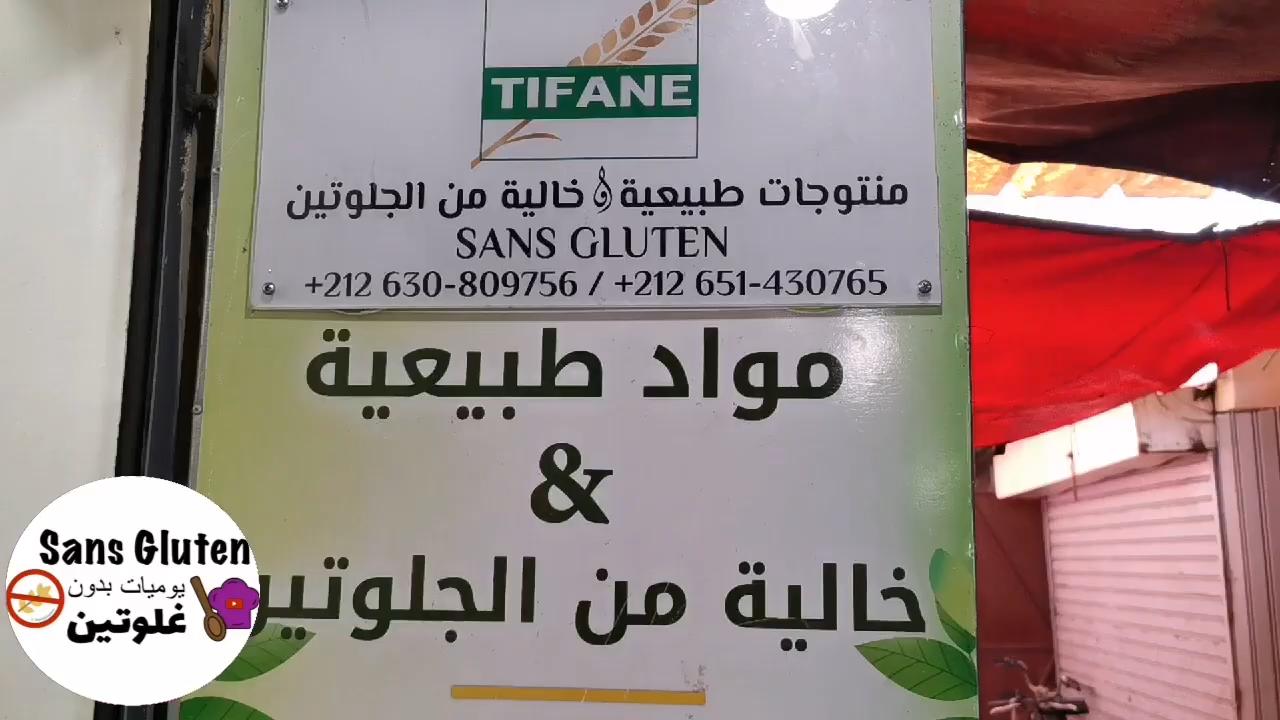 TIFANE
منتوجات طبيعية و خالية من الجلوتين
SANS GLUTEN
+212 630-809756 / +212 651-430765
مواد طبيعية
&
خالية من الجلوتين
Sans Gluten
يوميات بدون
غلوتين